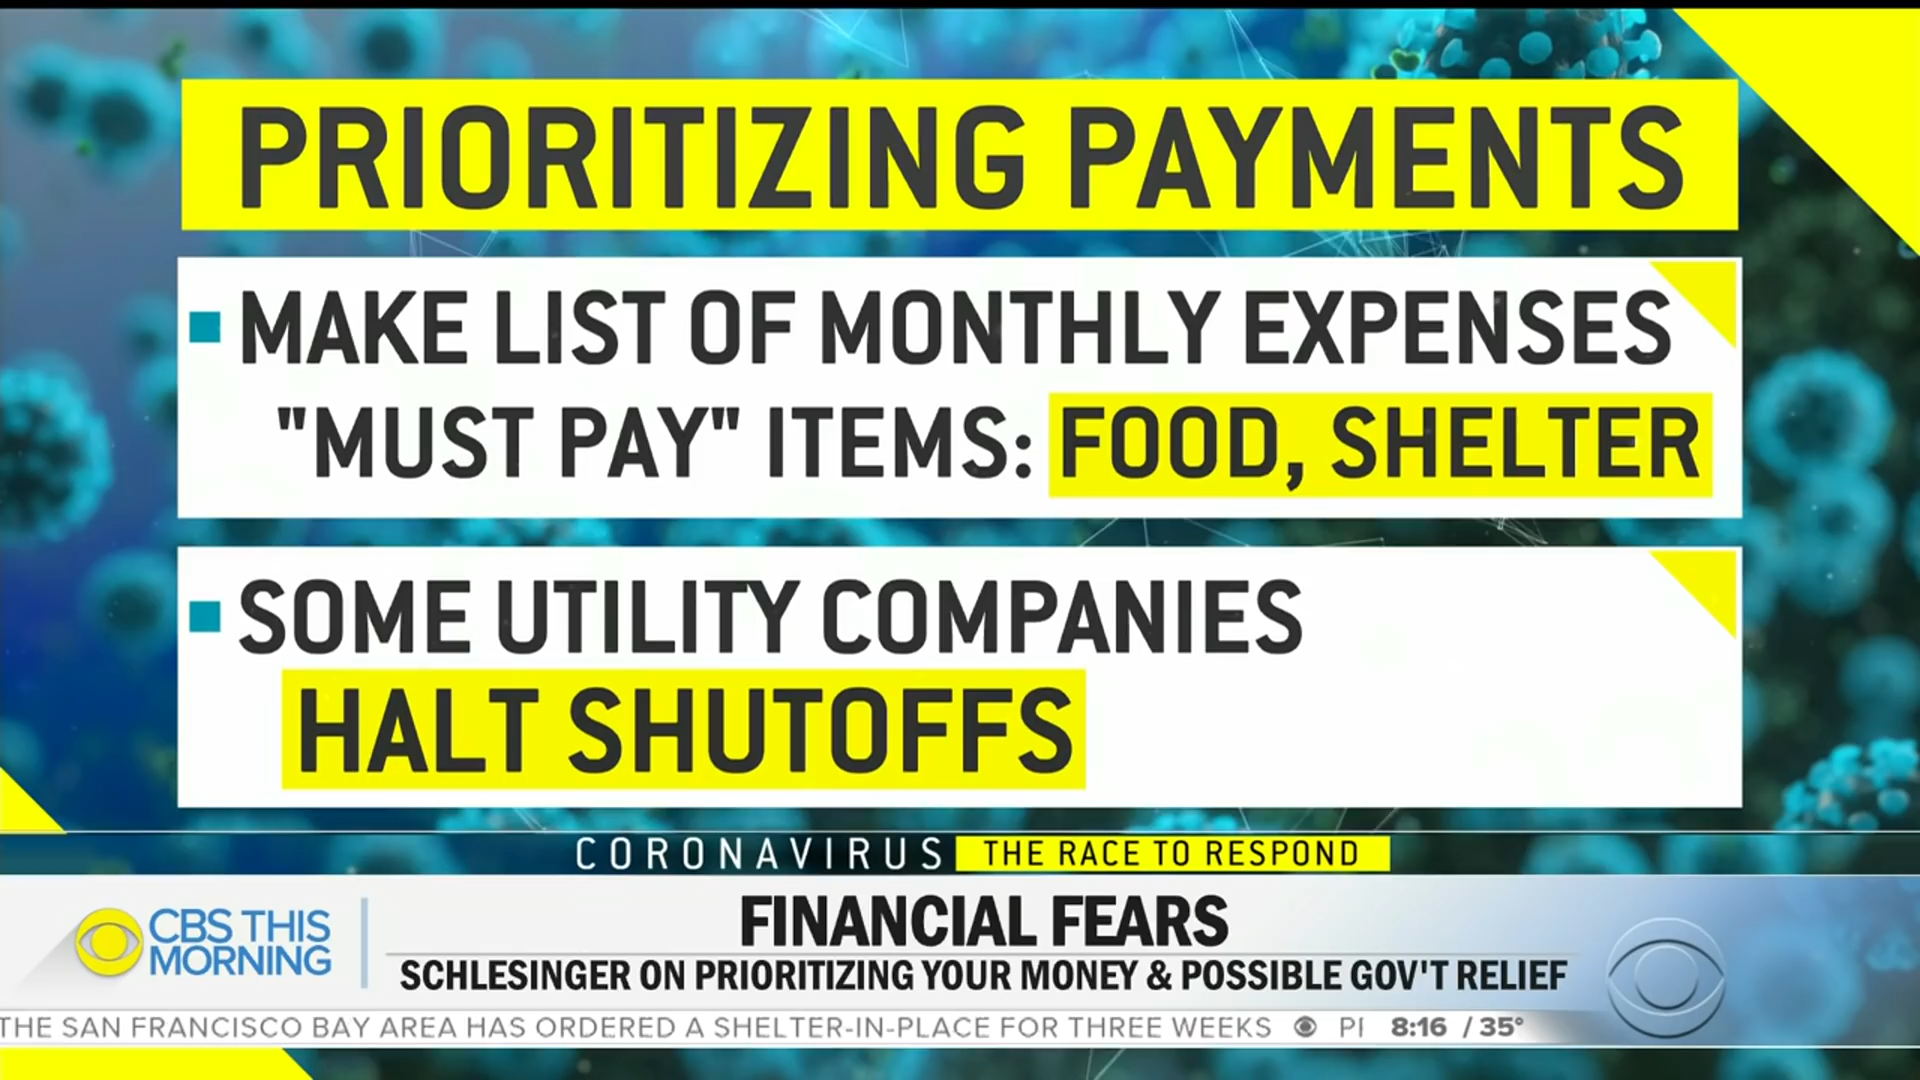 PRIORITIZING PAYMENTS
MAKE LIST OF MONTHLY EXPENSES
"MUST PAY" ITEMS: FOOD, SHELTER
SOME UTILITY COMPANIES
HALT SHUTOFFS
CORONAVIRUS THE RACE TO RESPOND
CBS THIS
MORNING
FINANCIAL FEARS
SCHLESINGER ON PRIORITIZING YOUR MONEY & POSSIBLE GOV'T RELIEF
THE SAN FRANCISCO BAY AREA HAS ORDERED A SHELTER-IN-PLACE FOR THREE WEEKS 8:16 / 35°